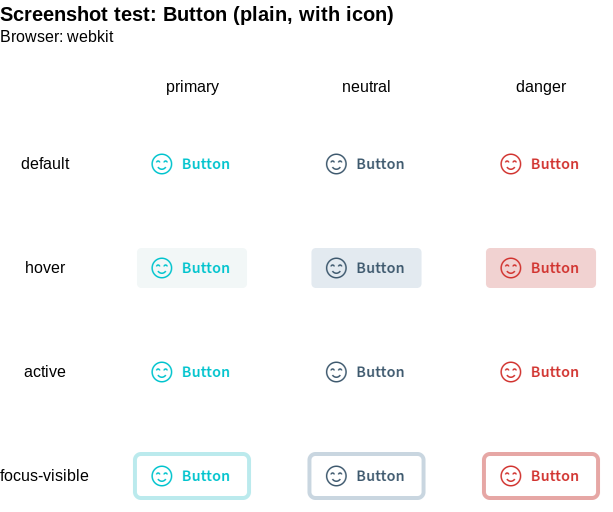 Screenshot test: Button (plain, with icon)
Browser: webkit
primary neutral danger
default Button Button Button
hover Button Button Button
active Button Button Button
focus-visible Button Button Button